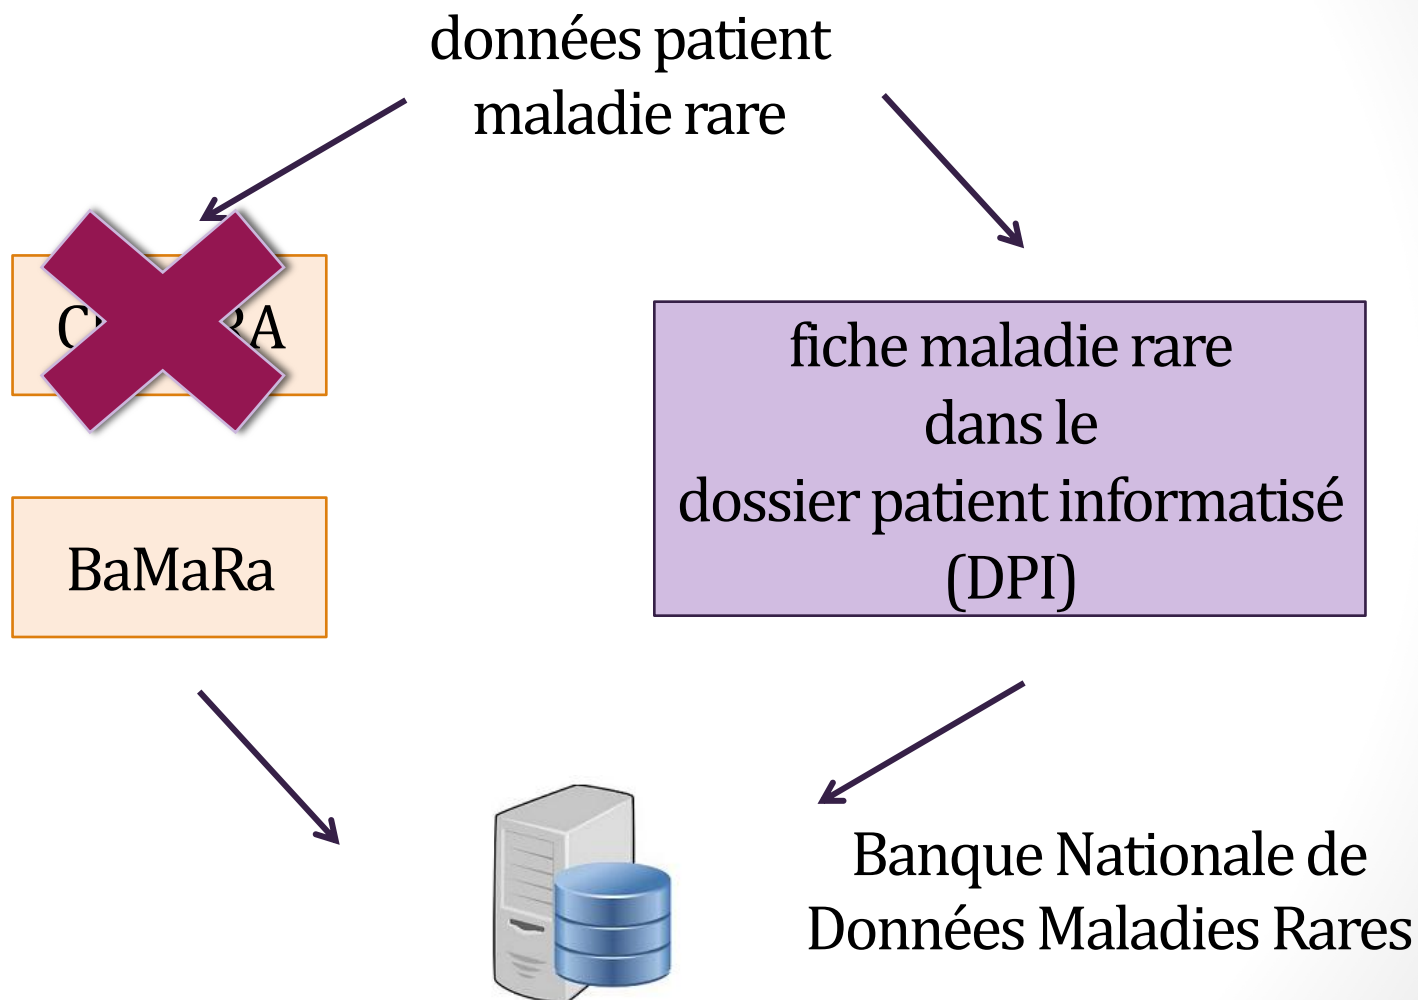 données patient
maladie rare
fiche maladie rare
dans le
dossier patient informatisé
(DPI)
BaMaRa
Banque Nationale de
Données Maladies Rares